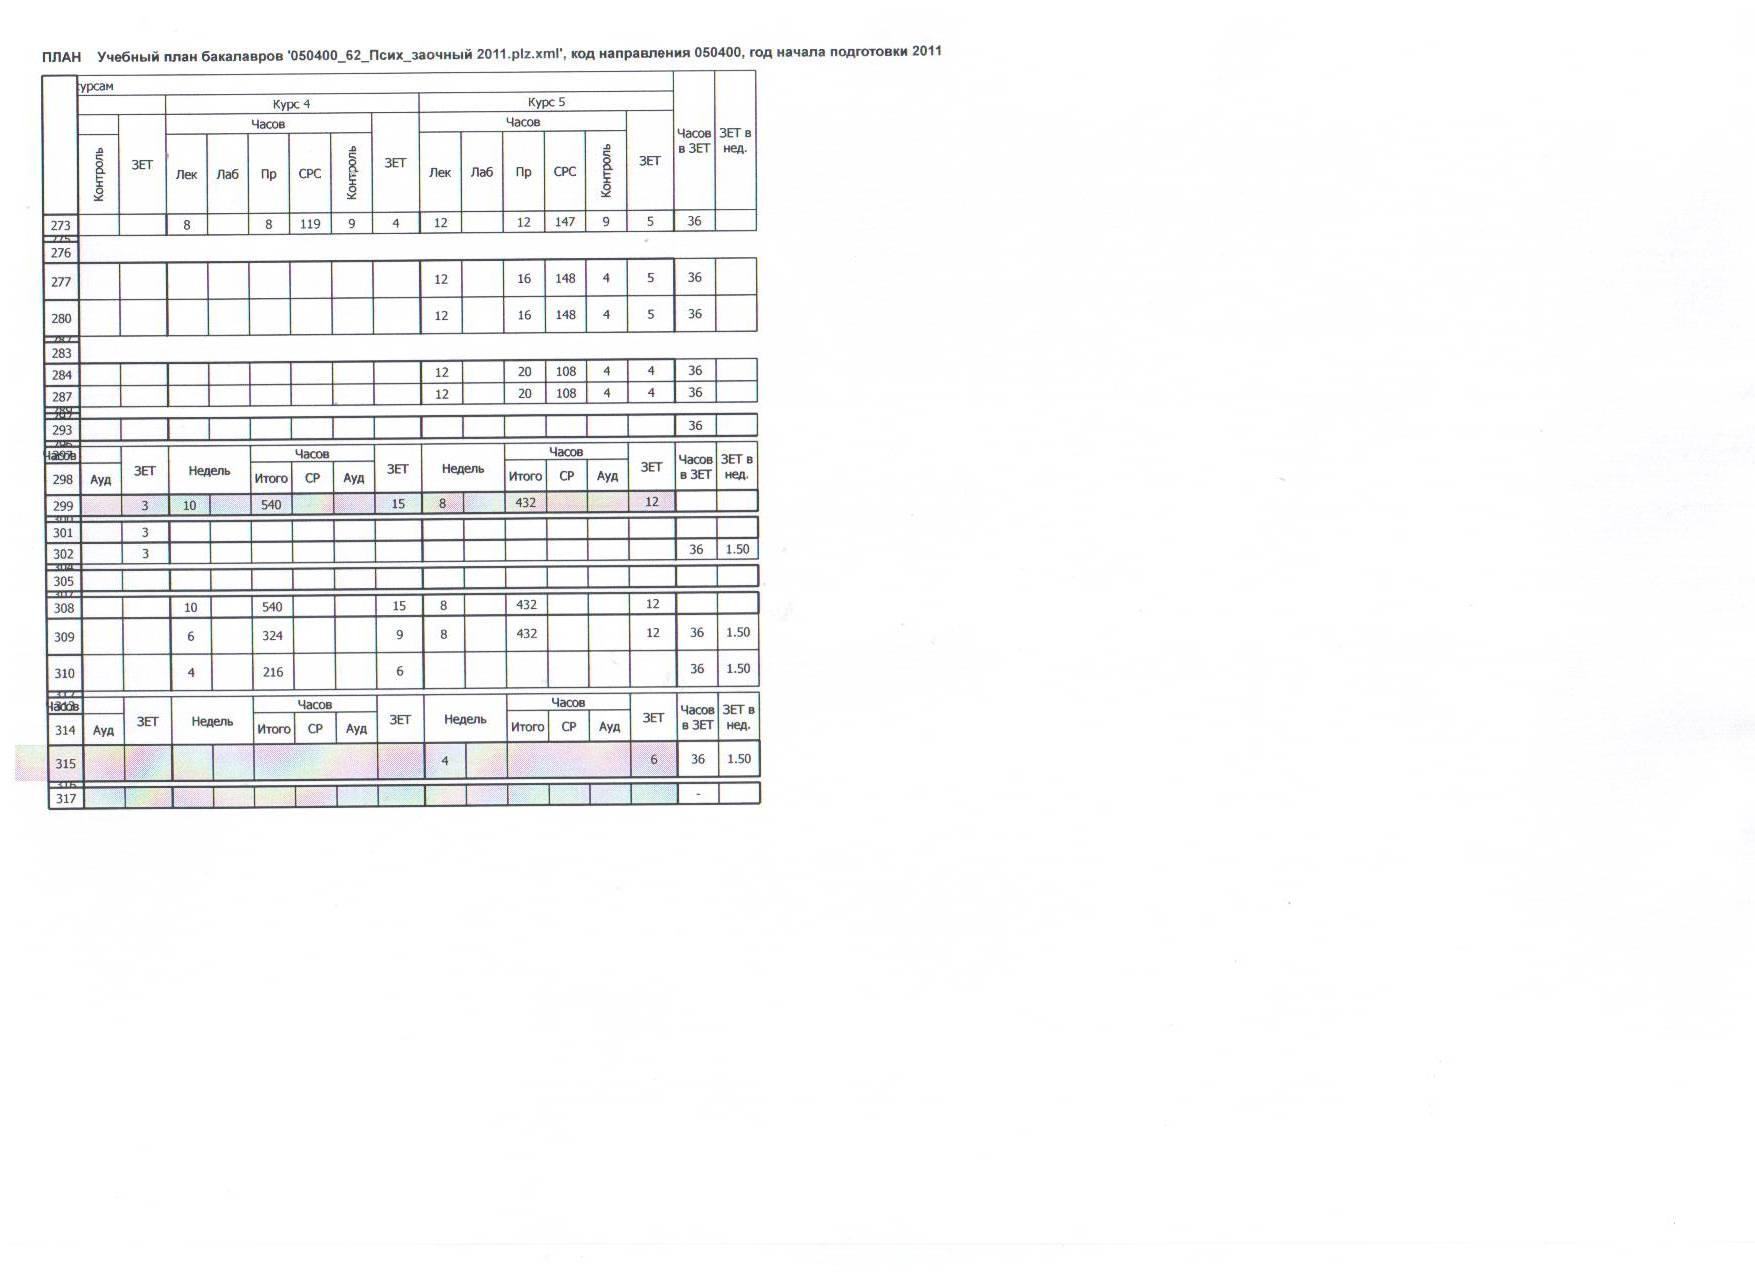 ПЛАН Учебный план бакалавров '050400_62_Псих_заочный 2011.plz.xml', код направления 050400, год начала подготовки 2011
урсам
Курс 4 Курс 5
Часов Часов
Контроль ЗЕТ Лек Лаб Пр СРС Контроль ЗЕТ Лек Лаб Пр СРС Контроль ЗЕТ Часов в ЗЕТ ЗЕТ в нед.
273 8 8 119 9 4 12 12 147 9 5 36
275
276
277 12 16 148 4 5 36
280 12 16 148 4 5 36
283
284 12 20 108 4 4 36
287 12 20 108 4 4 36
293 36
Часов Часов Часов
298 Ауд ЗЕТ Недель Итого СР Ауд ЗЕТ Недель Итого СР Ауд ЗЕТ Часов в ЗЕТ ЗЕТ в нед.
299 3 10 540 15 8 432 12
301 3
302 3 36 1.50
305
308 10 540 15 8 432 12
309 6 324 9 8 432 12 36 1.50
310 4 216 6 36 1.50
Часов Часов Часов
314 Ауд ЗЕТ Недель Итого СР Ауд ЗЕТ Недель Итого СР Ауд ЗЕТ Часов в ЗЕТ ЗЕТ в нед.
315 4 6 36 1.50
317 -